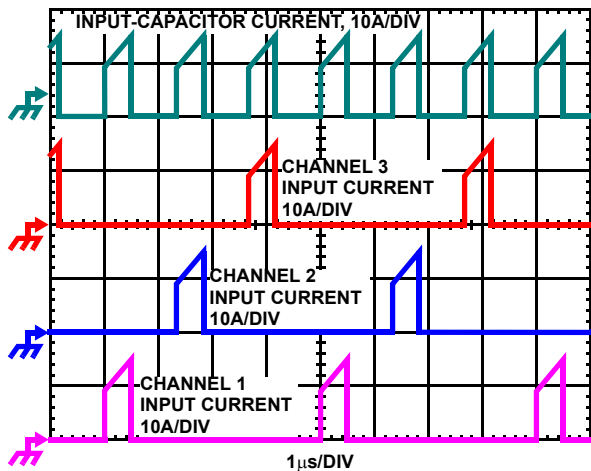 INPUT-CAPACITOR CURRENT, 10A/DIV
CHANNEL 3
INPUT CURRENT
10A/DIV
CHANNEL 2
INPUT CURRENT
10A/DIV
CHANNEL 1
INPUT CURRENT
10A/DIV
1μs/DIV